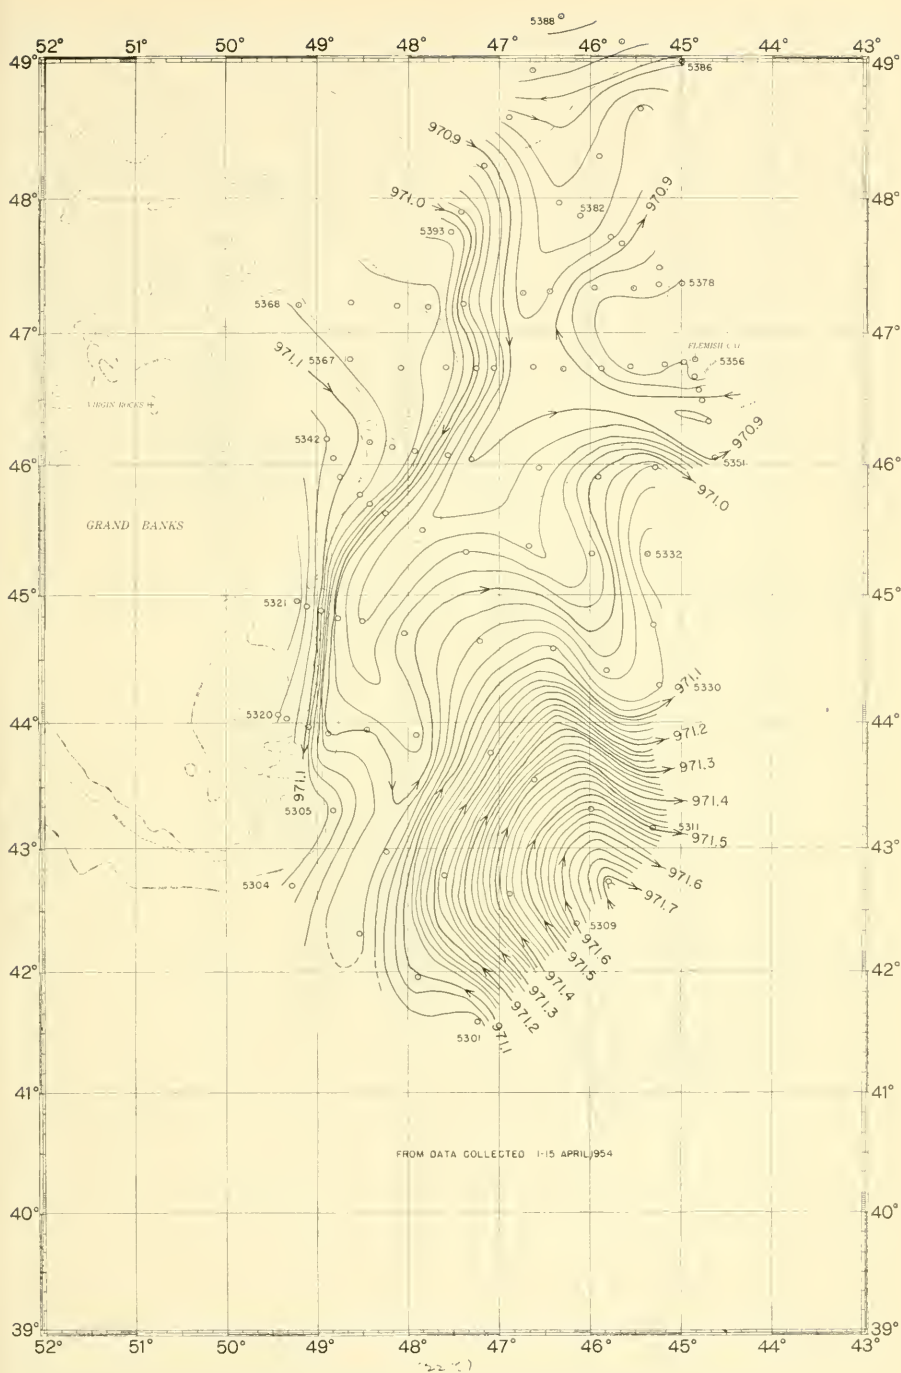 5388
52° 51° 50° 49° 48° 47° 46° 45° 44° 43°
49° 5386 49°
970.9
48° 971.0 5382 970.9 48°
5393
5378
5368
47° 47°
FLEMISH
5367 5356
971.1
VIRGIN ROCKS
5342
970.9
46° 5351 46°
971.0
GRAND BANKS
5332
45° 5321 45°
971.1
5330
5320
44° 971.2 44°
971.3
971.1
971.4
5305 5311
971.5
43° 43°
971.6
5304
971.7
5309
971.6
42° 971.5 42°
971.4
971.3
971.2
971.1
5301
41° 41°
FROM DATA COLLECTED 1-15 APRIL, 1954
40° 40°
39° 39°
52° 51° 50° 49° 48° 47° 46° 45° 44° 43°